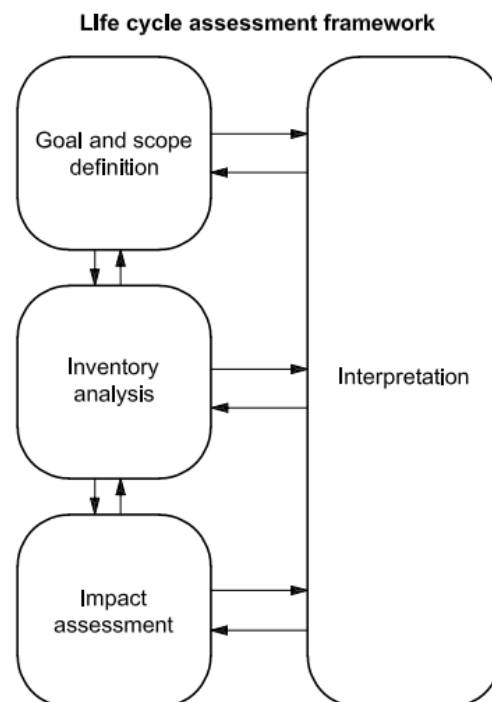 LIfe cycle assessment framework
Goal and scope
definition
Inventory
analysis
Interpretation
Impact
assessment